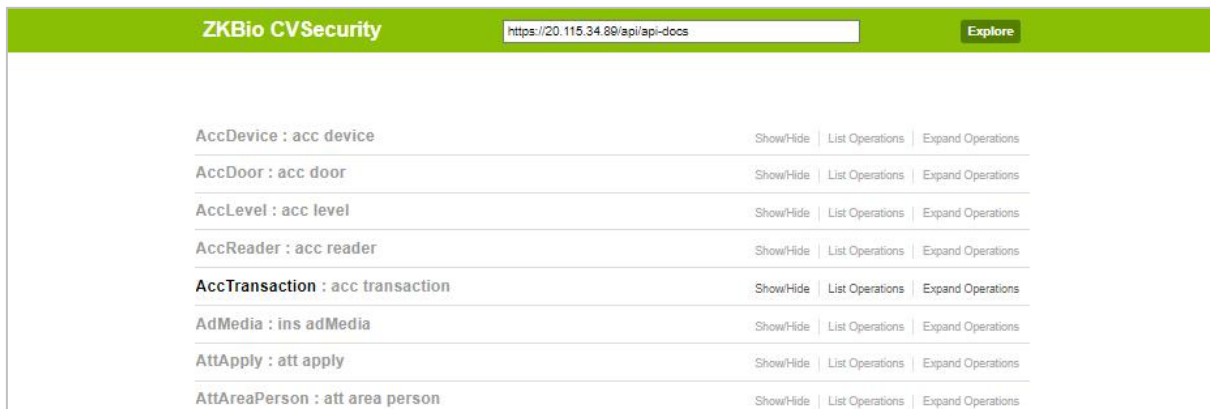 ZKBio CVSecurity https://20.115.34.89/api/api-docs Explore
AccDevice : acc device Show/Hide List Operations Expand Operations
AccDoor : acc door Show/Hide List Operations Expand Operations
AccLevel : acc level Show/Hide List Operations Expand Operations
AccReader : acc reader Show/Hide List Operations Expand Operations
AccTransaction : acc transaction Show/Hide List Operations Expand Operations
AdMedia : ins adMedia Show/Hide List Operations Expand Operations
AttApply : att apply Show/Hide List Operations Expand Operations
AttAreaPerson : att area person Show/Hide List Operations Expand Operations